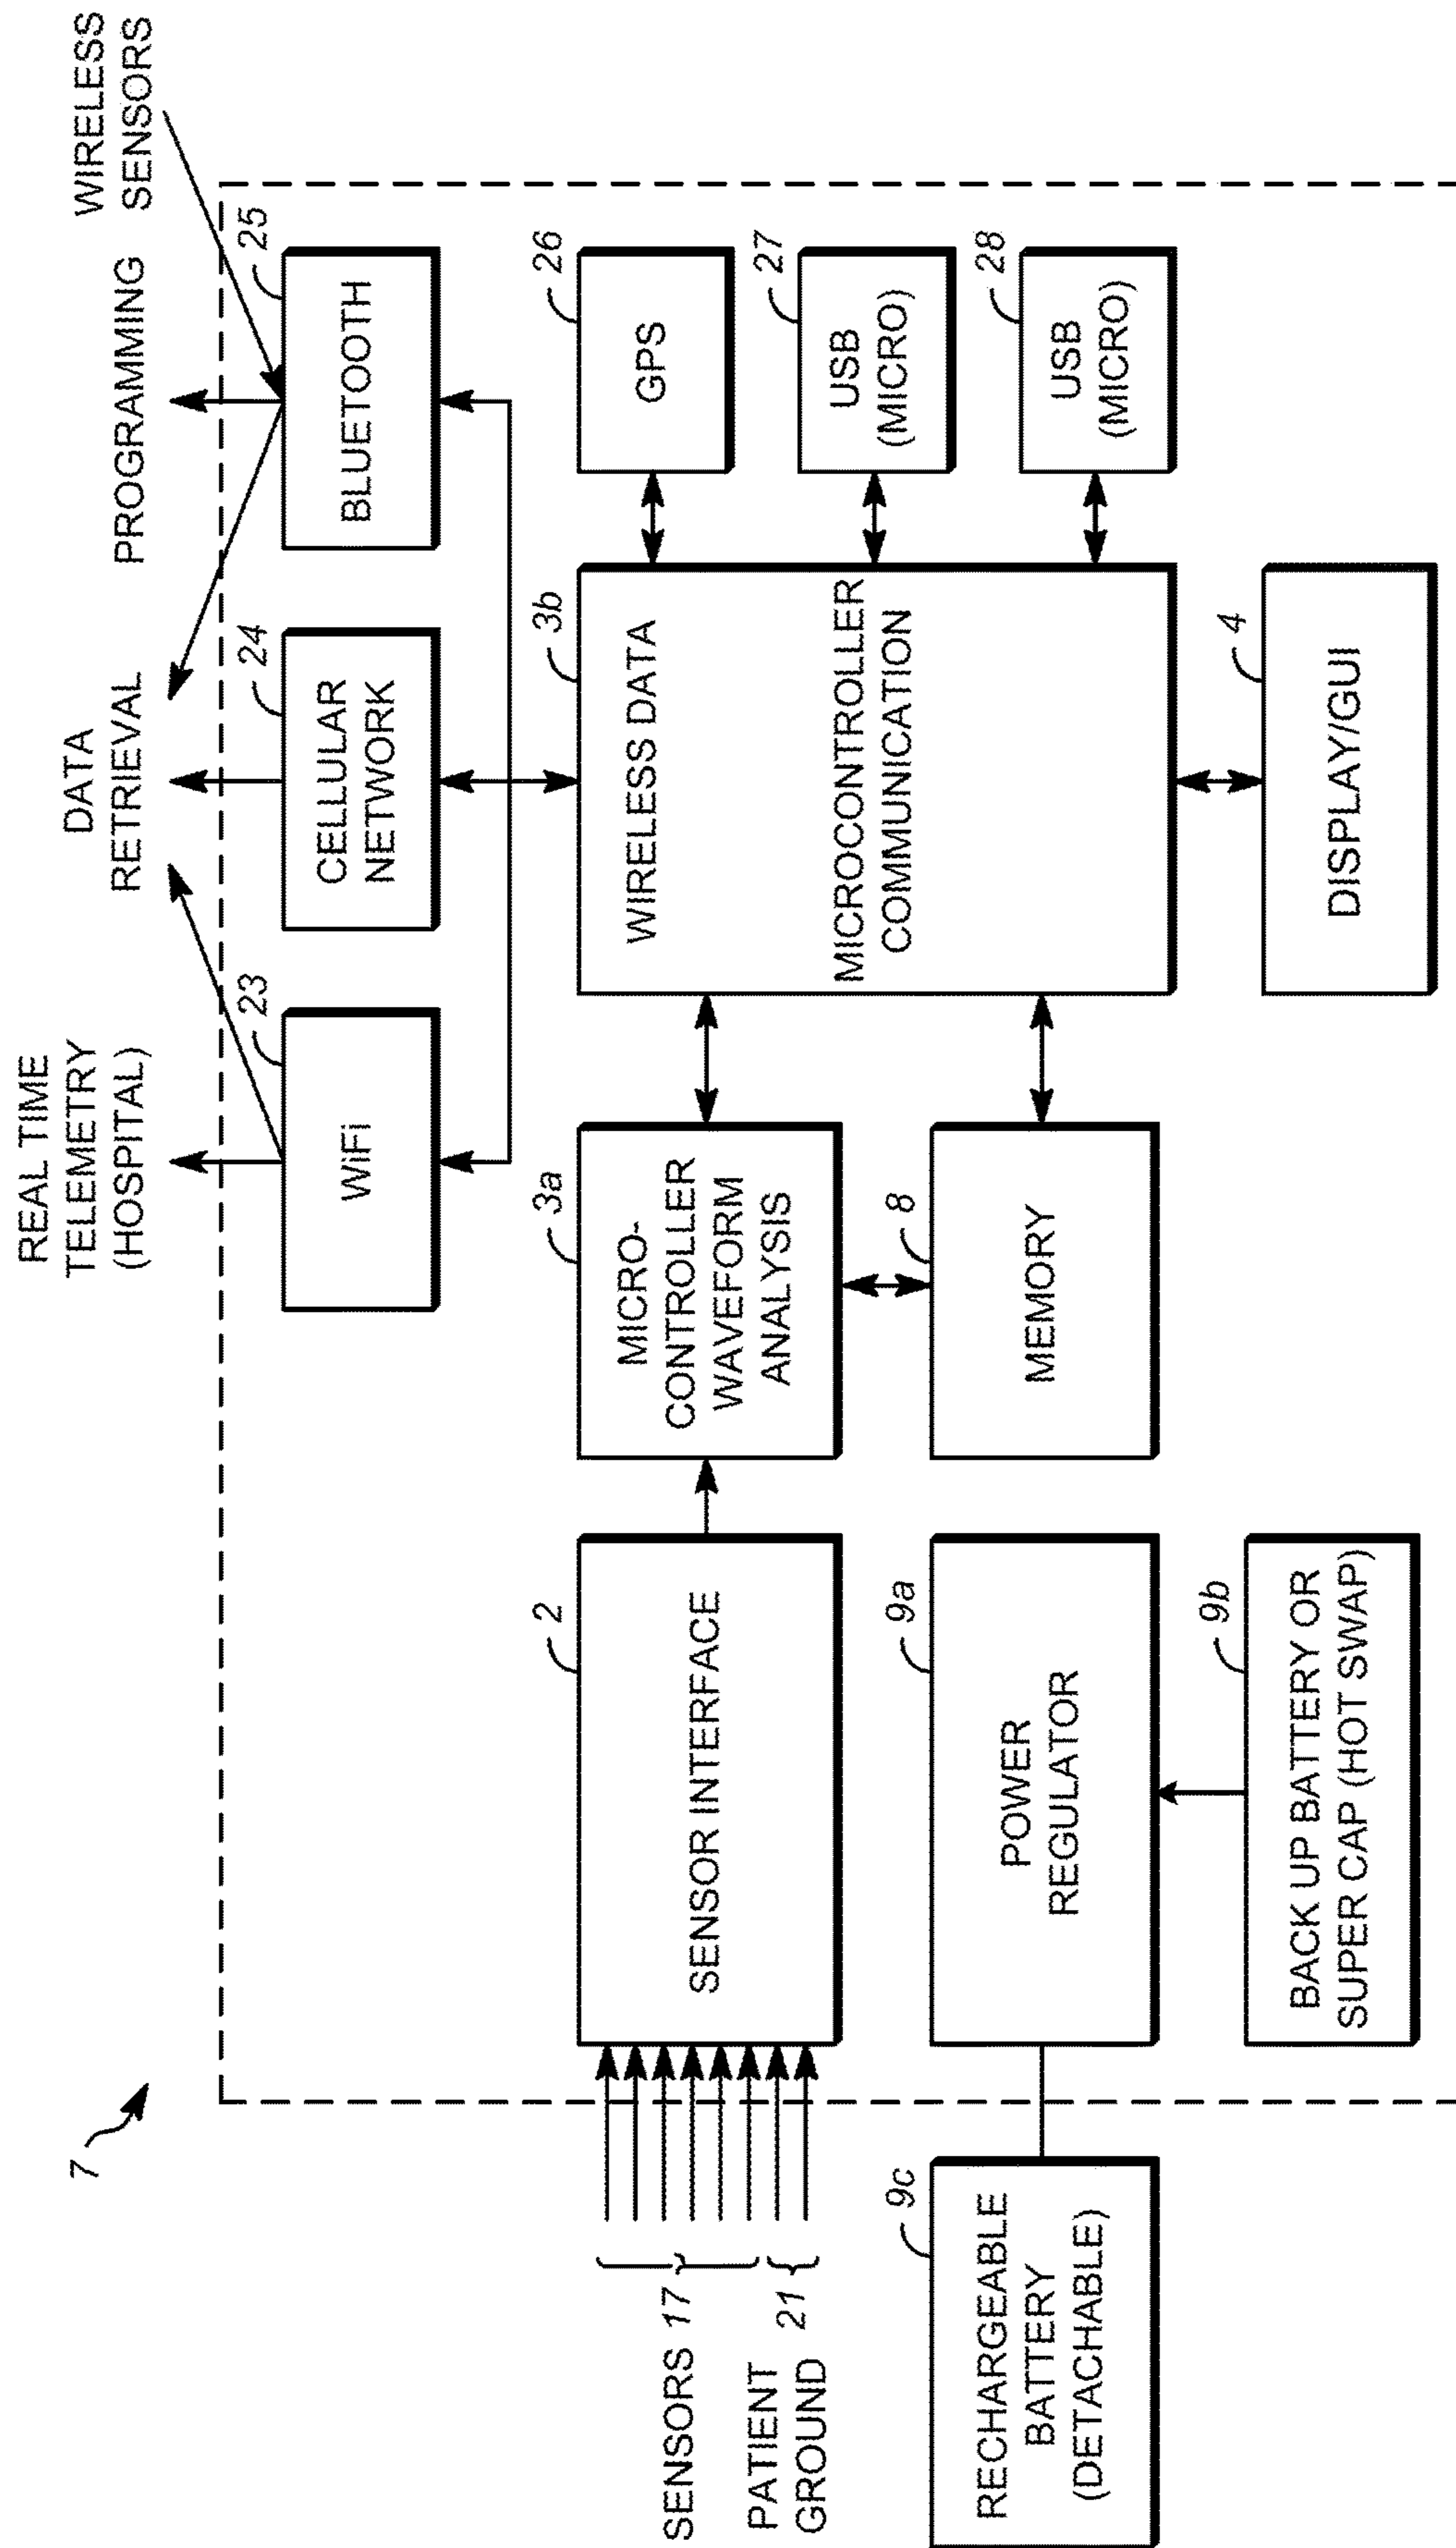 7
REAL TIME
TELEMETRY
(HOSPITAL)
DATA
RETRIEVAL
PROGRAMMING
WIRELESS
SENSORS
23
WiFi
24
CELLULAR
NETWORK
25
BLUETOOTH
SENSORS 17
PATIENT
GROUND 21
2
SENSOR INTERFACE
3a
MICRO-
CONTROLLER
WAVEFORM
ANALYSIS
3b
WIRELESS DATA
MICROCONTROLLER
COMMUNICATION
26
GPS
27
USB
(MICRO)
28
USB
(MICRO)
9c
RECHARGEABLE
BATTERY
(DETACHABLE)
9a
POWER
REGULATOR
8
MEMORY
9b
BACK UP BATTERY OR
SUPER CAP (HOT SWAP)
4
DISPLAY/GUI